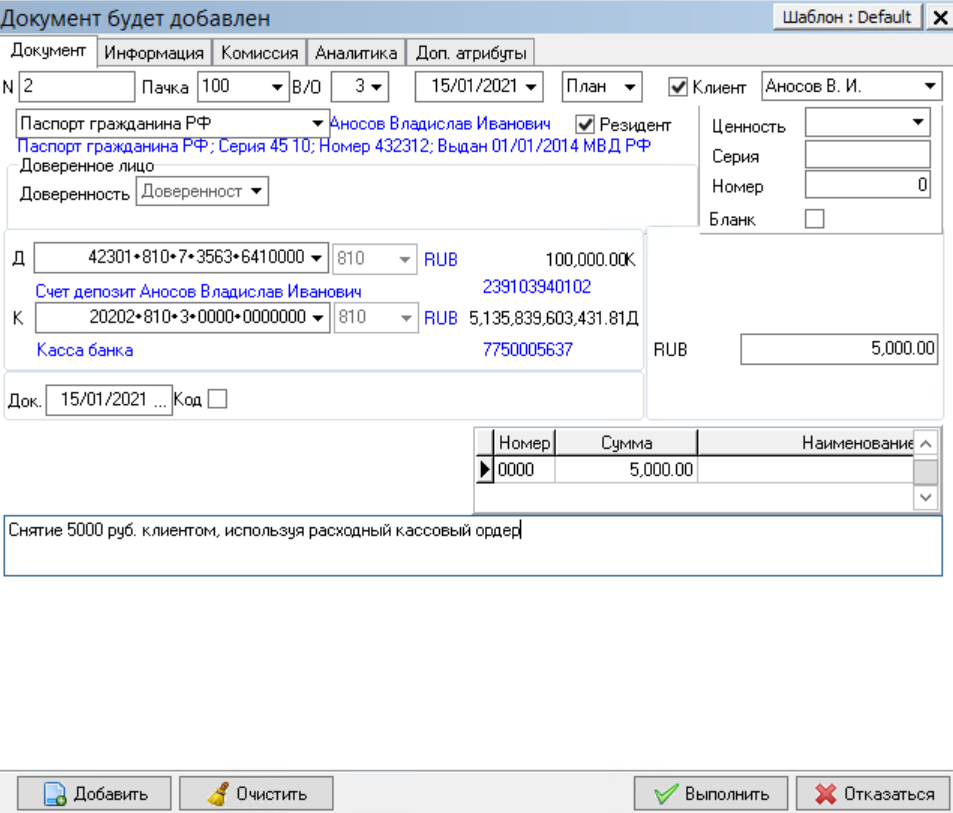 Документ будет добавлен Шаблон : Default
Документ Информация Комиссия Аналитика Доп. атрибуты
N 2 Пачка 100 В/О 3 15/01/2021 План Клиент Аносов В. И.
Паспорт гражданина РФ Аносов Владислав Иванович Резидент Ценность
Паспорт гражданина РФ; Серия 45 10; Номер 432312; Выдан 01/01/2014 МВД РФ
Серия
Доверенное лицо
Доверенность Доверенност Номер 0
Бланк
Д 42301•810•7•3563•6410000 810 RUB 100,000.00К
Счет депозит Аносов Владислав Иванович 239103940102
К 20202•810•3•0000•0000000 810 RUB 5,135,839,603,431.81Д
Касса банка 7750005637 RUB 5,000.00
Док. 15/01/2021 ... Код
Номер Сумма Наименование
0000 5,000.00
Снятие 5000 руб. клиентом, используя расходный кассовый ордер
Добавить Очистить Выполнить Отказаться